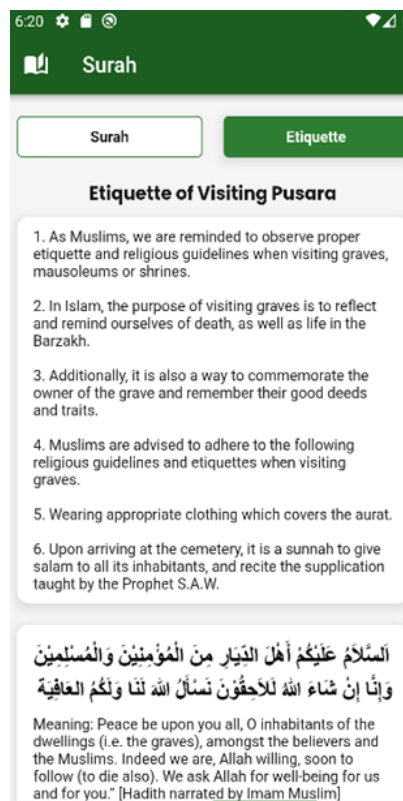 6:20
Surah
Surah
Etiquette
Etiquette of Visiting Pusara
1. As Muslims, we are reminded to observe proper
etiquette and religious guidelines when visiting graves,
mausoleums or shrines.
2. In Islam, the purpose of visiting graves is to reflect
and remind ourselves of death, as well as life in the
Barzakh.
3. Additionally, it is also a way to commemorate the
owner of the grave and remember their good deeds
and traits.
4. Muslims are advised to adhere to the following
religious guidelines and etiquettes when visiting
graves.
5. Wearing appropriate clothing which covers the aurat.
6. Upon arriving at the cemetery, it is a sunnah to give
salam to all its inhabitants, and recite the supplication
taught by the Prophet S.A.W.
اَلسَّلَامُ عَلَيْكُمْ أَهْلَ الدِّيَارِ مِنَ الْمُؤْمِنِيْنَ وَالْمُسْلِمِيْنَ
وَإِنَّا إِنْ شَاءَ اللهُ لَلاَحِقُوْنَ نَسْأَلُ اللهَ لَنَا وَلَكُمُ العَافِيَةَ
Meaning: Peace be upon you all, O inhabitants of the
dwellings (i.e. the graves), amongst the believers and
the Muslims. Indeed we are, Allah willing, soon to
follow (to die also). We ask Allah for well-being for us
and for you.” [Hadith narrated by Imam Muslim]